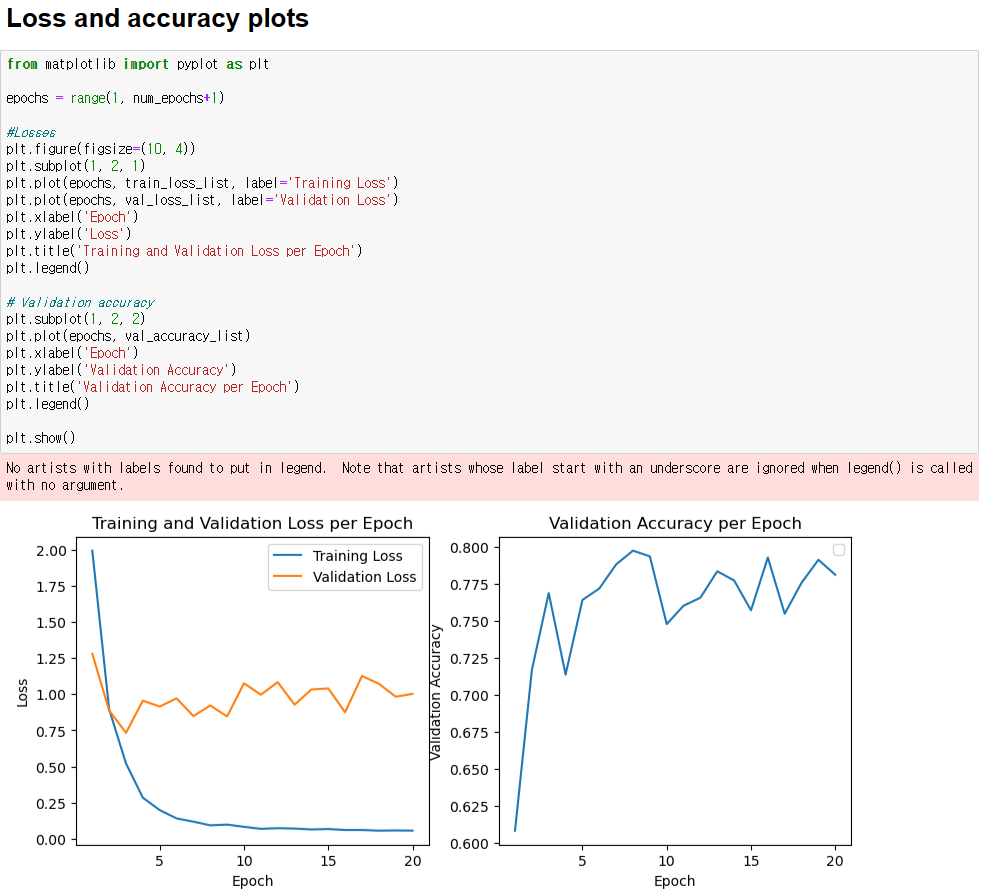 Loss and accuracy plots
from matplotlib import pyplot as plt
epochs = range(1, num_epochs+1)
#Losses
plt.figure(figsize=(10, 4))
plt.subplot(1, 2, 1)
plt.plot(epochs, train_loss_list, label='Training Loss')
plt.plot(epochs, val_loss_list, label='Validation Loss')
plt.xlabel('Epoch')
plt.ylabel('Loss')
plt.title('Training and Validation Loss per Epoch')
plt.legend()
# Validation accuracy
plt.subplot(1, 2, 2)
plt.plot(epochs, val_accuracy_list)
plt.xlabel('Epoch')
plt.ylabel('Validation Accuracy')
plt.title('Validation Accuracy per Epoch')
plt.legend()
plt.show()
No artists with labels found to put in legend.  Note that artists whose label start with an underscore are ignored when legend() is called
with no argument.
Training and Validation Loss per Epoch
Training Loss
Validation Loss
2.00
1.75
1.50
1.25
1.00
0.75
0.50
0.25
0.00
Loss
5
10
15
20
Epoch
Validation Accuracy per Epoch
0.800
0.775
0.750
0.725
0.700
0.675
0.650
0.625
0.600
Validation Accuracy
5
10
15
20
Epoch